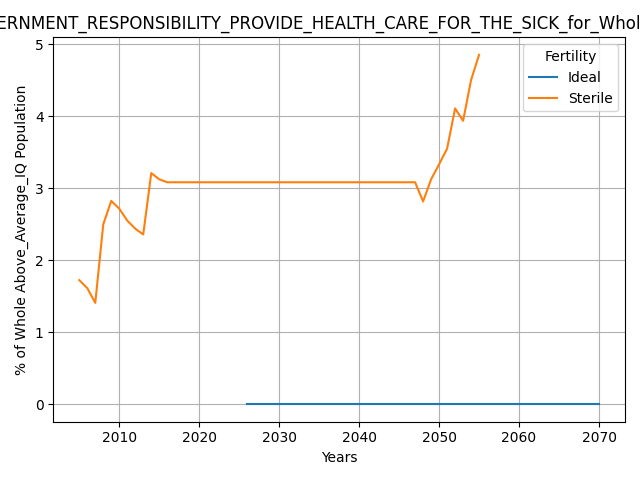 ERNMENT_RESPONSIBILITY_PROVIDE_HEALTH_CARE_FOR_THE_SICK_for_Whol
Fertility
Ideal
Sterile
% of Whole Above_Average_IQ Population
5
4
3
2
1
0
2010 2020 2030 2040 2050 2060 2070
Years